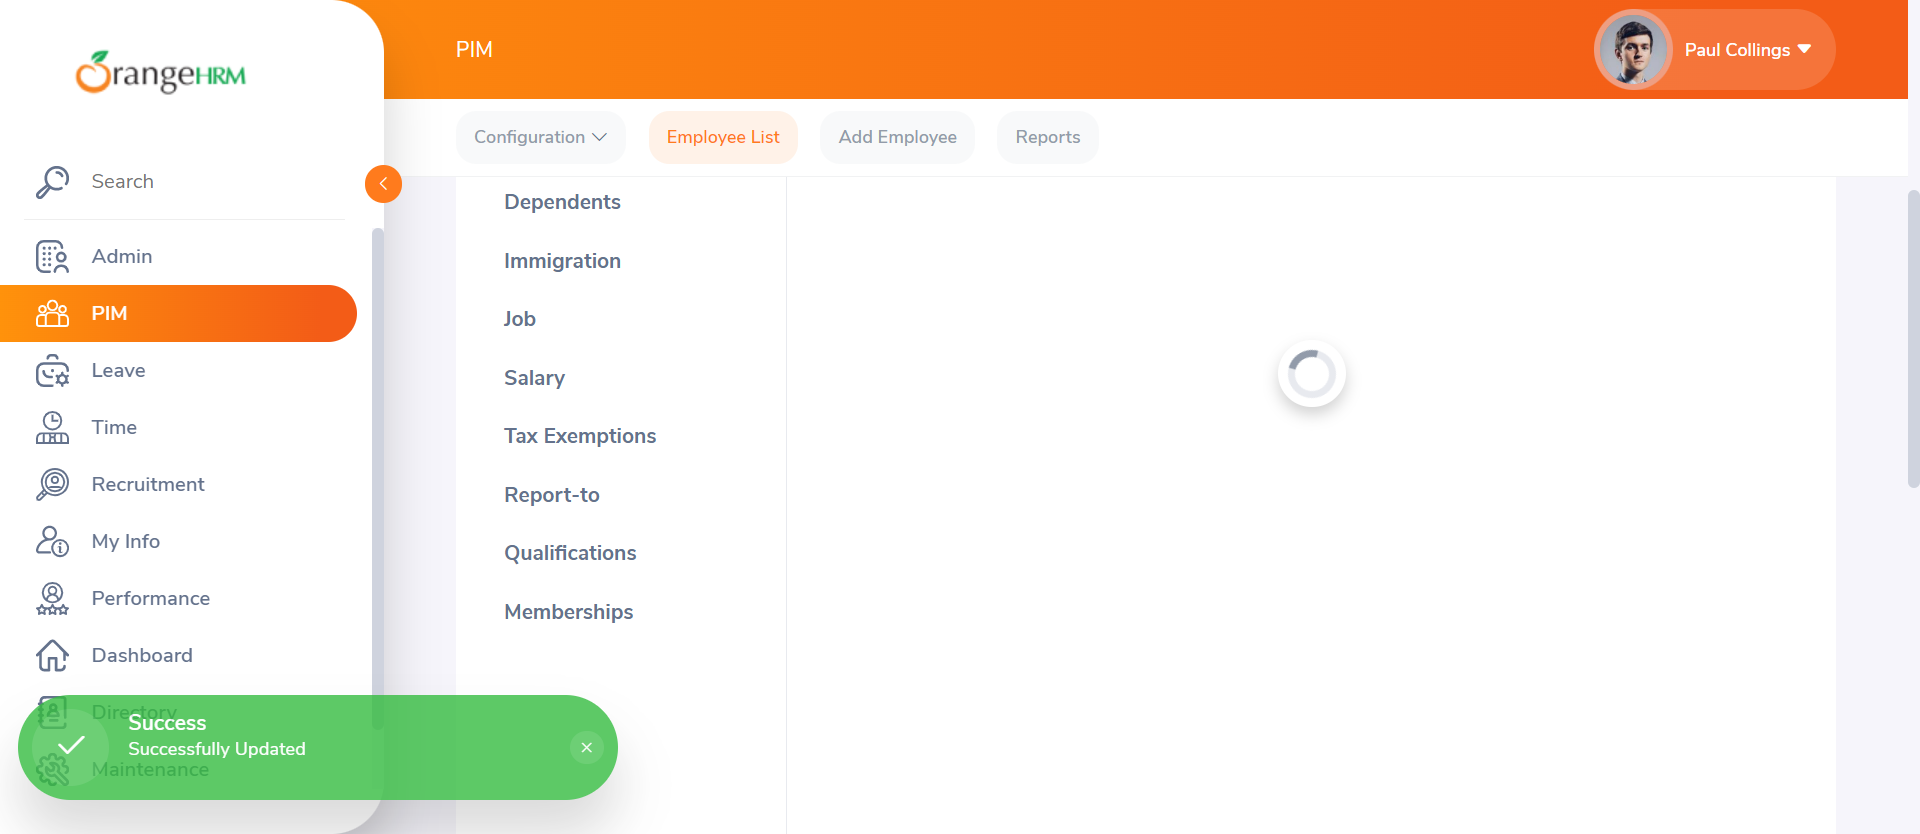 OrangeHRM
PIM
Paul Collings
Configuration
Employee List
Add Employee
Reports
Search
Admin
PIM
Leave
Time
Recruitment
My Info
Performance
Dashboard
Directory
Maintenance
Dependents
Immigration
Job
Salary
Tax Exemptions
Report-to
Qualifications
Memberships
Success
Successfully Updated